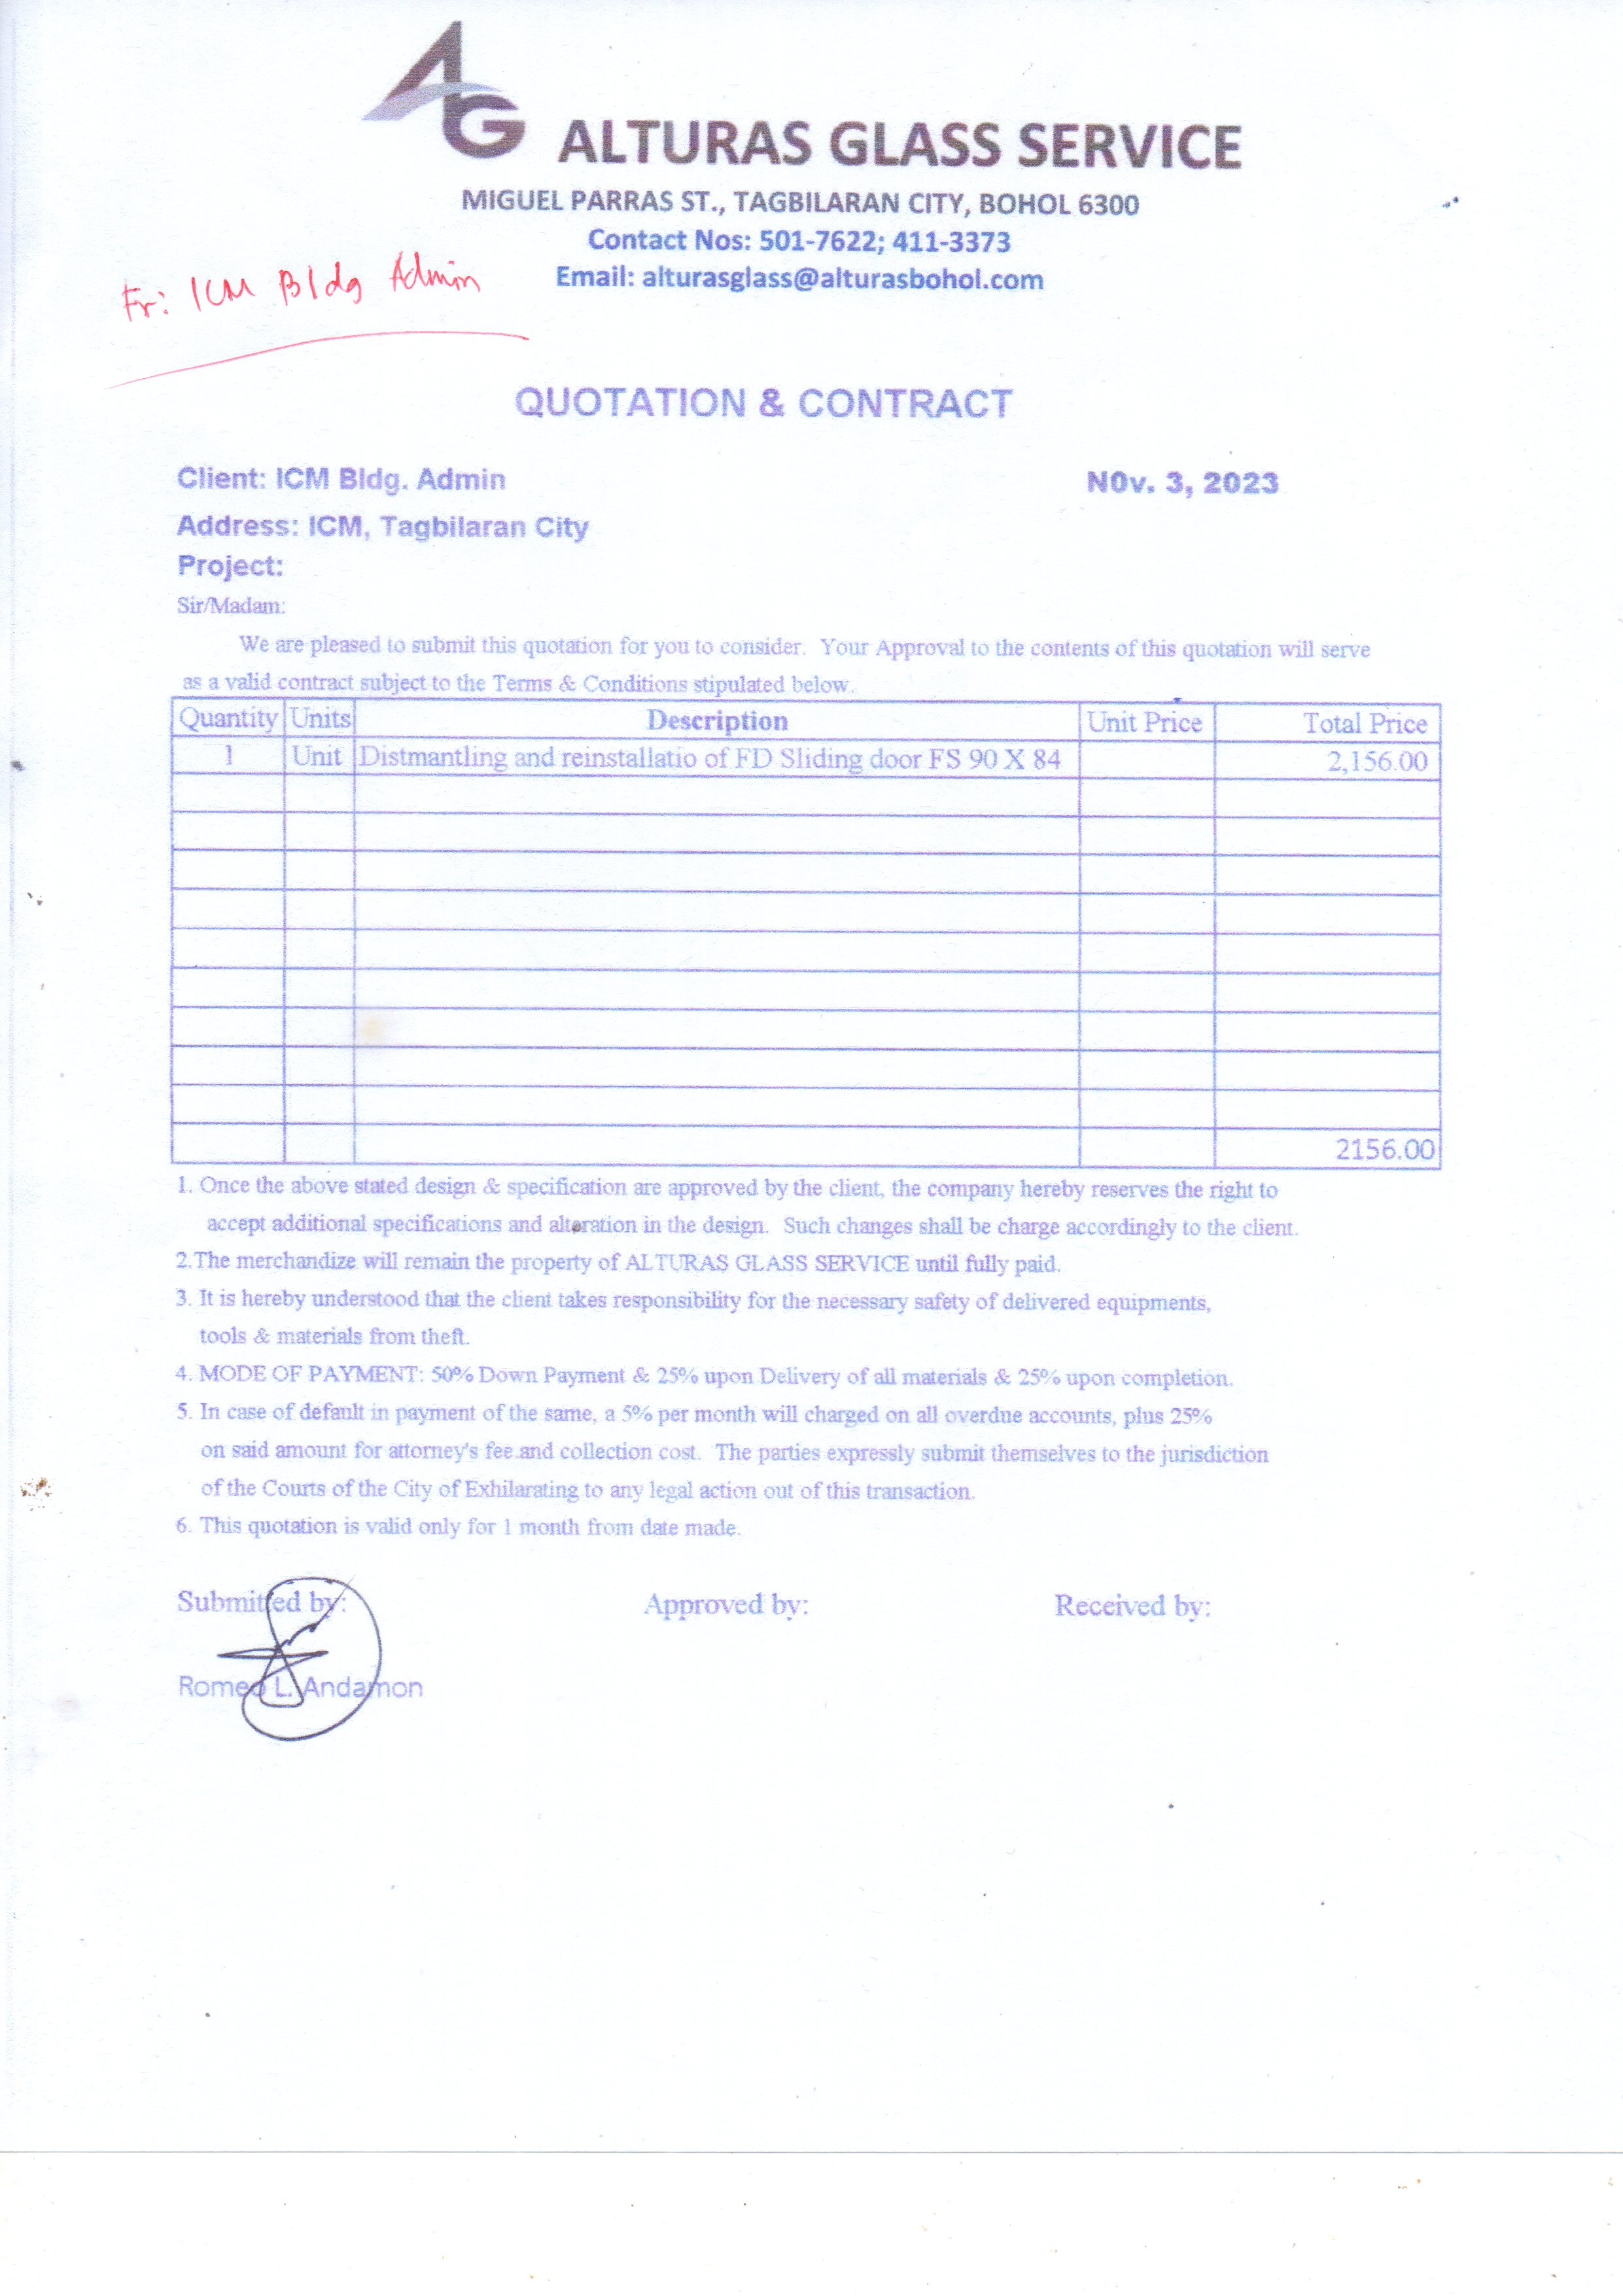 AG ALTURAS GLASS SERVICE
MIGUEL PARRAS ST., TAGBILARAN CITY, BOHOL 6300
Contact Nos: 501-7622; 411-3373
Email: alturasglass@alturasbohol.com
Fr: ICM Bldg Admin
QUOTATION & CONTRACT
Client: ICM Bldg. Admin N0v. 3, 2023
Address: ICM, Tagbilaran City
Project:
Sir/Madam:
We are pleased to submit this quotation for you to consider. Your Approval to the contents of this quotation will serve
as a valid contract subject to the Terms & Conditions stipulated below.
Quantity Units Description Unit Price Total Price
1 Unit Distmantling and reinstallatio of FD Sliding door FS 90 X 84 2,156.00
2156.00
1. Once the above stated design & specification are approved by the client, the company hereby reserves the right to
accept additional specifications and alteration in the design. Such changes shall be charge accordingly to the client.
2.The merchandize will remain the property of ALTURAS GLASS SERVICE until fully paid.
3. It is hereby understood that the client takes responsibility for the necessary safety of delivered equipments,
tools & materials from theft.
4. MODE OF PAYMENT: 50% Down Payment & 25% upon Delivery of all materials & 25% upon completion.
5. In case of default in payment of the same, a 5% per month will charged on all overdue accounts, plus 25%
on said amount for attorney's fee and collection cost. The parties expressly submit themselves to the jurisdiction
of the Courts of the City of Exhilarating to any legal action out of this transaction.
6. This quotation is valid only for 1 month from date made.
Submitted by: Approved by: Received by:
Romeo L. Andamon